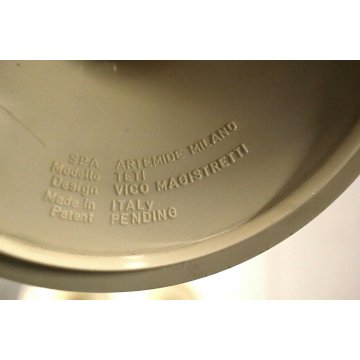 S.P.A. ARTEMIDE MILANO
Modello TETI
Design VICO MAGISTRETTI
Made in ITALY
Patent PENDING